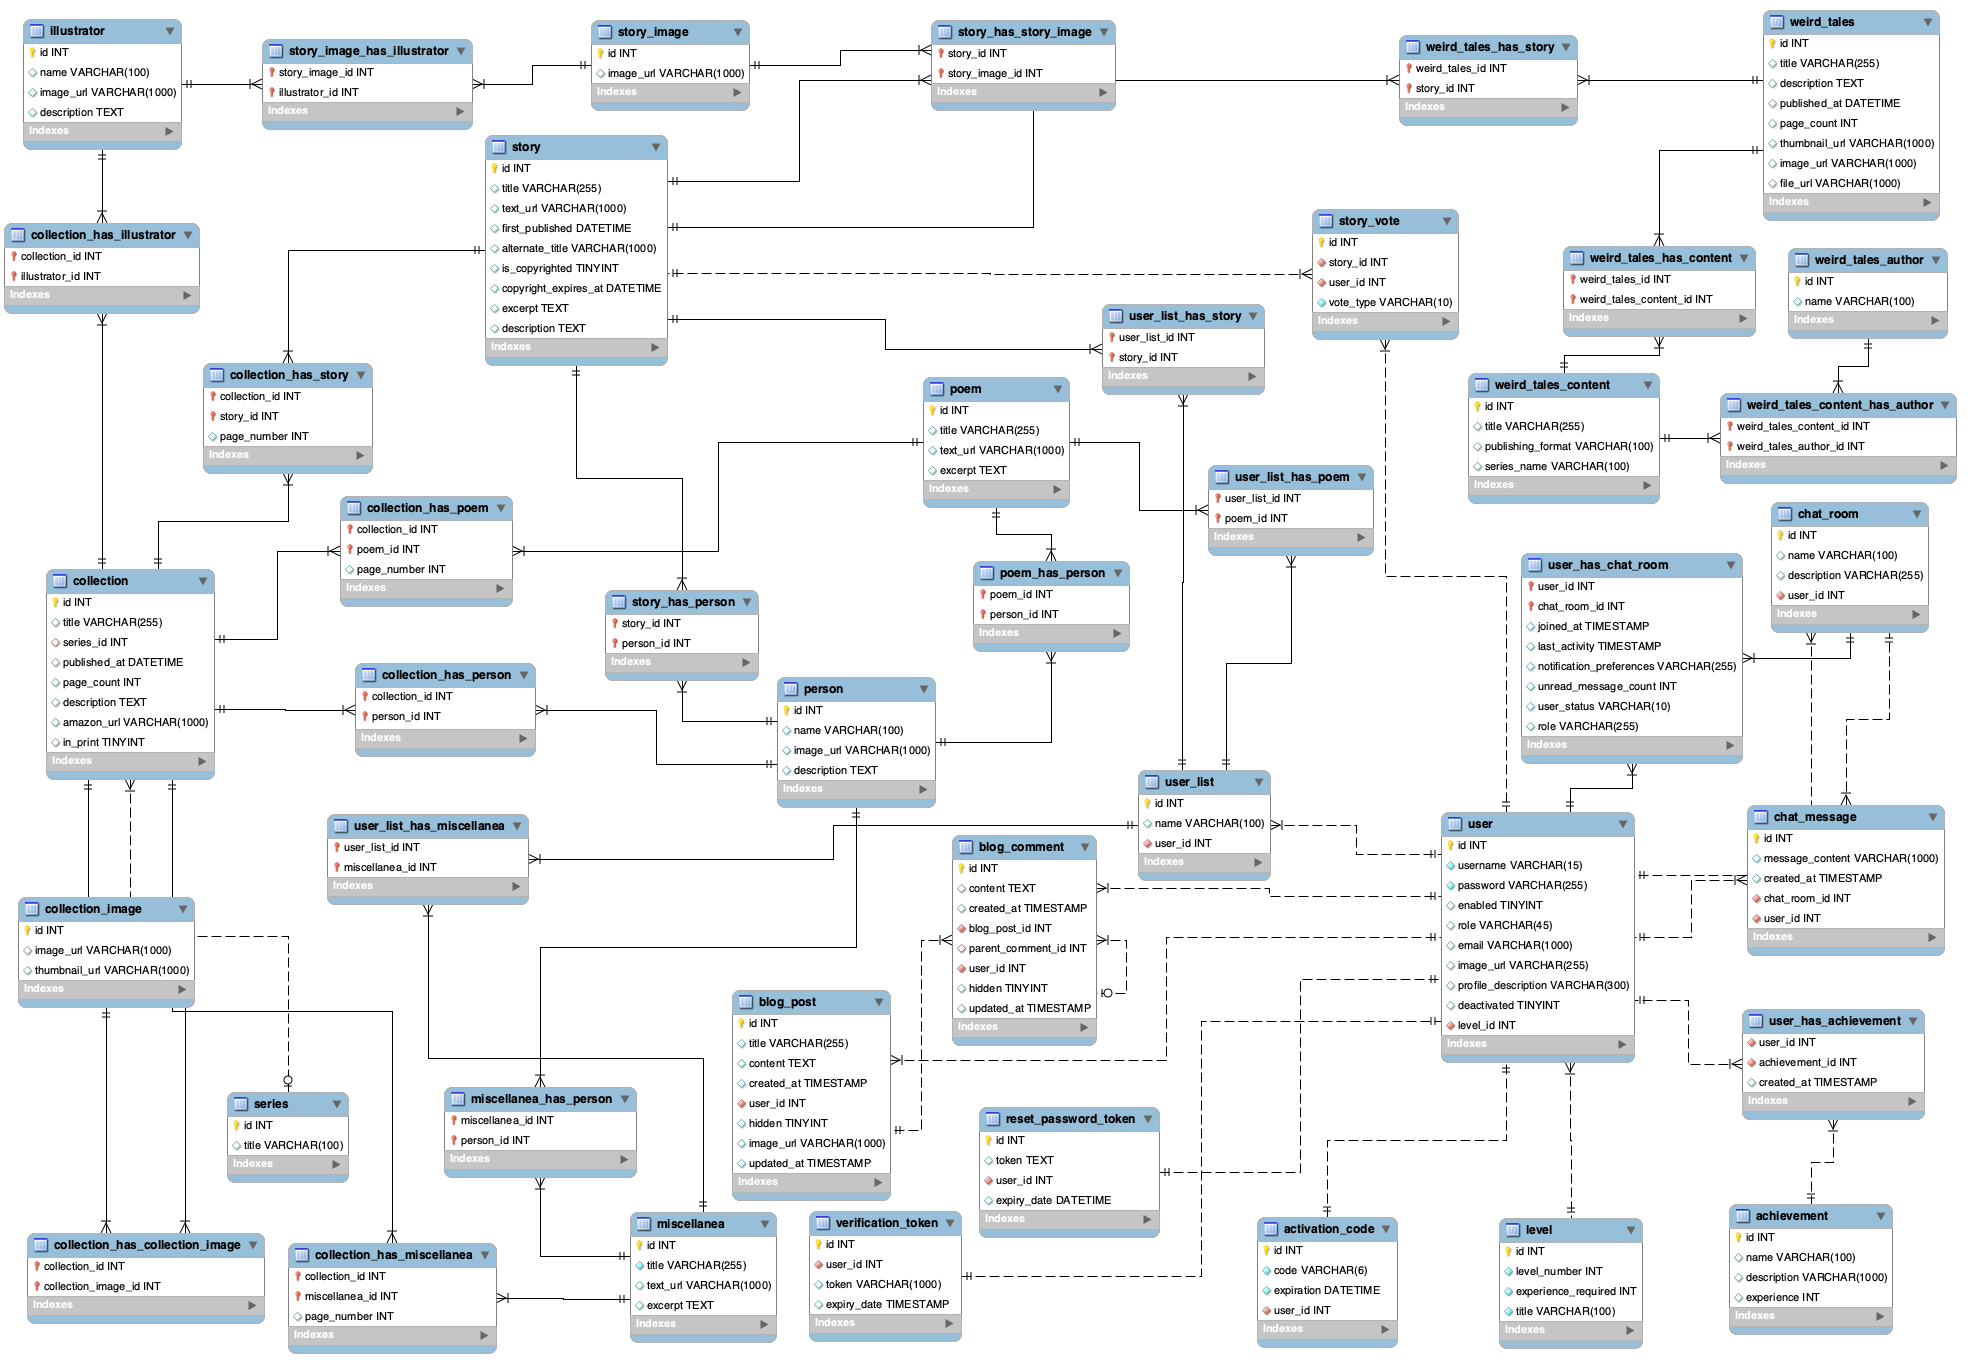 illustrator
id INT
name VARCHAR(100)
image_url VARCHAR(1000)
description TEXT
Indexes
story_image_has_illustrator
story_image_id INT
illustrator_id INT
Indexes
story_image
id INT
image_url VARCHAR(1000)
Indexes
story_has_story_image
story_id INT
story_image_id INT
Indexes
weird_tales_has_story
weird_tales_id INT
story_id INT
Indexes
weird_tales
id INT
title VARCHAR(255)
description TEXT
published_at DATETIME
page_count INT
thumbnail_url VARCHAR(1000)
image_url VARCHAR(1000)
file_url VARCHAR(1000)
Indexes
story
id INT
title VARCHAR(255)
text_url VARCHAR(1000)
first_published DATETIME
alternate_title VARCHAR(1000)
is_copyrighted TINYINT
copyright_expires_at DATETIME
excerpt TEXT
description TEXT
Indexes
collection_has_illustrator
collection_id INT
illustrator_id INT
Indexes
story_vote
id INT
story_id INT
user_id INT
vote_type VARCHAR(10)
Indexes
weird_tales_has_content
weird_tales_id INT
weird_tales_content_id INT
Indexes
weird_tales_author
id INT
name VARCHAR(100)
Indexes
user_list_has_story
user_list_id INT
story_id INT
Indexes
collection_has_story
collection_id INT
story_id INT
page_number INT
Indexes
poem
id INT
title VARCHAR(255)
text_url VARCHAR(1000)
excerpt TEXT
Indexes
weird_tales_content
id INT
title VARCHAR(255)
publishing_format VARCHAR(100)
series_name VARCHAR(100)
Indexes
weird_tales_content_has_author
weird_tales_content_id INT
weird_tales_author_id INT
Indexes
user_list_has_poem
user_list_id INT
poem_id INT
Indexes
collection_has_poem
collection_id INT
poem_id INT
page_number INT
Indexes
chat_room
id INT
name VARCHAR(100)
description VARCHAR(255)
user_id INT
Indexes
user_has_chat_room
user_id INT
chat_room_id INT
joined_at TIMESTAMP
last_activity TIMESTAMP
notification_preferences VARCHAR(255)
unread_message_count INT
user_status VARCHAR(10)
role VARCHAR(255)
Indexes
collection
id INT
title VARCHAR(255)
series_id INT
published_at DATETIME
page_count INT
description TEXT
amazon_url VARCHAR(1000)
in_print TINYINT
Indexes
story_has_person
story_id INT
person_id INT
Indexes
poem_has_person
poem_id INT
person_id INT
Indexes
collection_has_person
collection_id INT
person_id INT
Indexes
person
id INT
name VARCHAR(100)
image_url VARCHAR(1000)
description TEXT
Indexes
user_list
id INT
name VARCHAR(100)
user_id INT
Indexes
user_list_has_miscellanea
user_list_id INT
miscellanea_id INT
Indexes
blog_comment
id INT
content TEXT
created_at TIMESTAMP
blog_post_id INT
parent_comment_id INT
user_id INT
hidden TINYINT
updated_at TIMESTAMP
Indexes
user
id INT
username VARCHAR(15)
password VARCHAR(255)
enabled TINYINT
role VARCHAR(45)
email VARCHAR(1000)
image_url VARCHAR(255)
profile_description VARCHAR(300)
deactivated TINYINT
level_id INT
Indexes
chat_message
id INT
message_content VARCHAR(1000)
created_at TIMESTAMP
chat_room_id INT
user_id INT
Indexes
collection_image
id INT
image_url VARCHAR(1000)
thumbnail_url VARCHAR(1000)
Indexes
blog_post
id INT
title VARCHAR(255)
content TEXT
created_at TIMESTAMP
user_id INT
hidden TINYINT
image_url VARCHAR(1000)
updated_at TIMESTAMP
Indexes
user_has_achievement
user_id INT
achievement_id INT
created_at TIMESTAMP
Indexes
series
id INT
title VARCHAR(100)
Indexes
miscellanea_has_person
miscellanea_id INT
person_id INT
Indexes
reset_password_token
id INT
token TEXT
user_id INT
expiry_date DATETIME
Indexes
collection_has_collection_image
collection_id INT
collection_image_id INT
Indexes
collection_has_miscellanea
collection_id INT
miscellanea_id INT
page_number INT
Indexes
miscellanea
id INT
title VARCHAR(255)
text_url VARCHAR(1000)
excerpt TEXT
Indexes
verification_token
id INT
user_id INT
token VARCHAR(1000)
expiry_date TIMESTAMP
Indexes
activation_code
id INT
code VARCHAR(6)
expiration DATETIME
user_id INT
Indexes
level
id INT
level_number INT
experience_required INT
title VARCHAR(100)
Indexes
achievement
id INT
name VARCHAR(100)
description VARCHAR(1000)
experience INT
Indexes